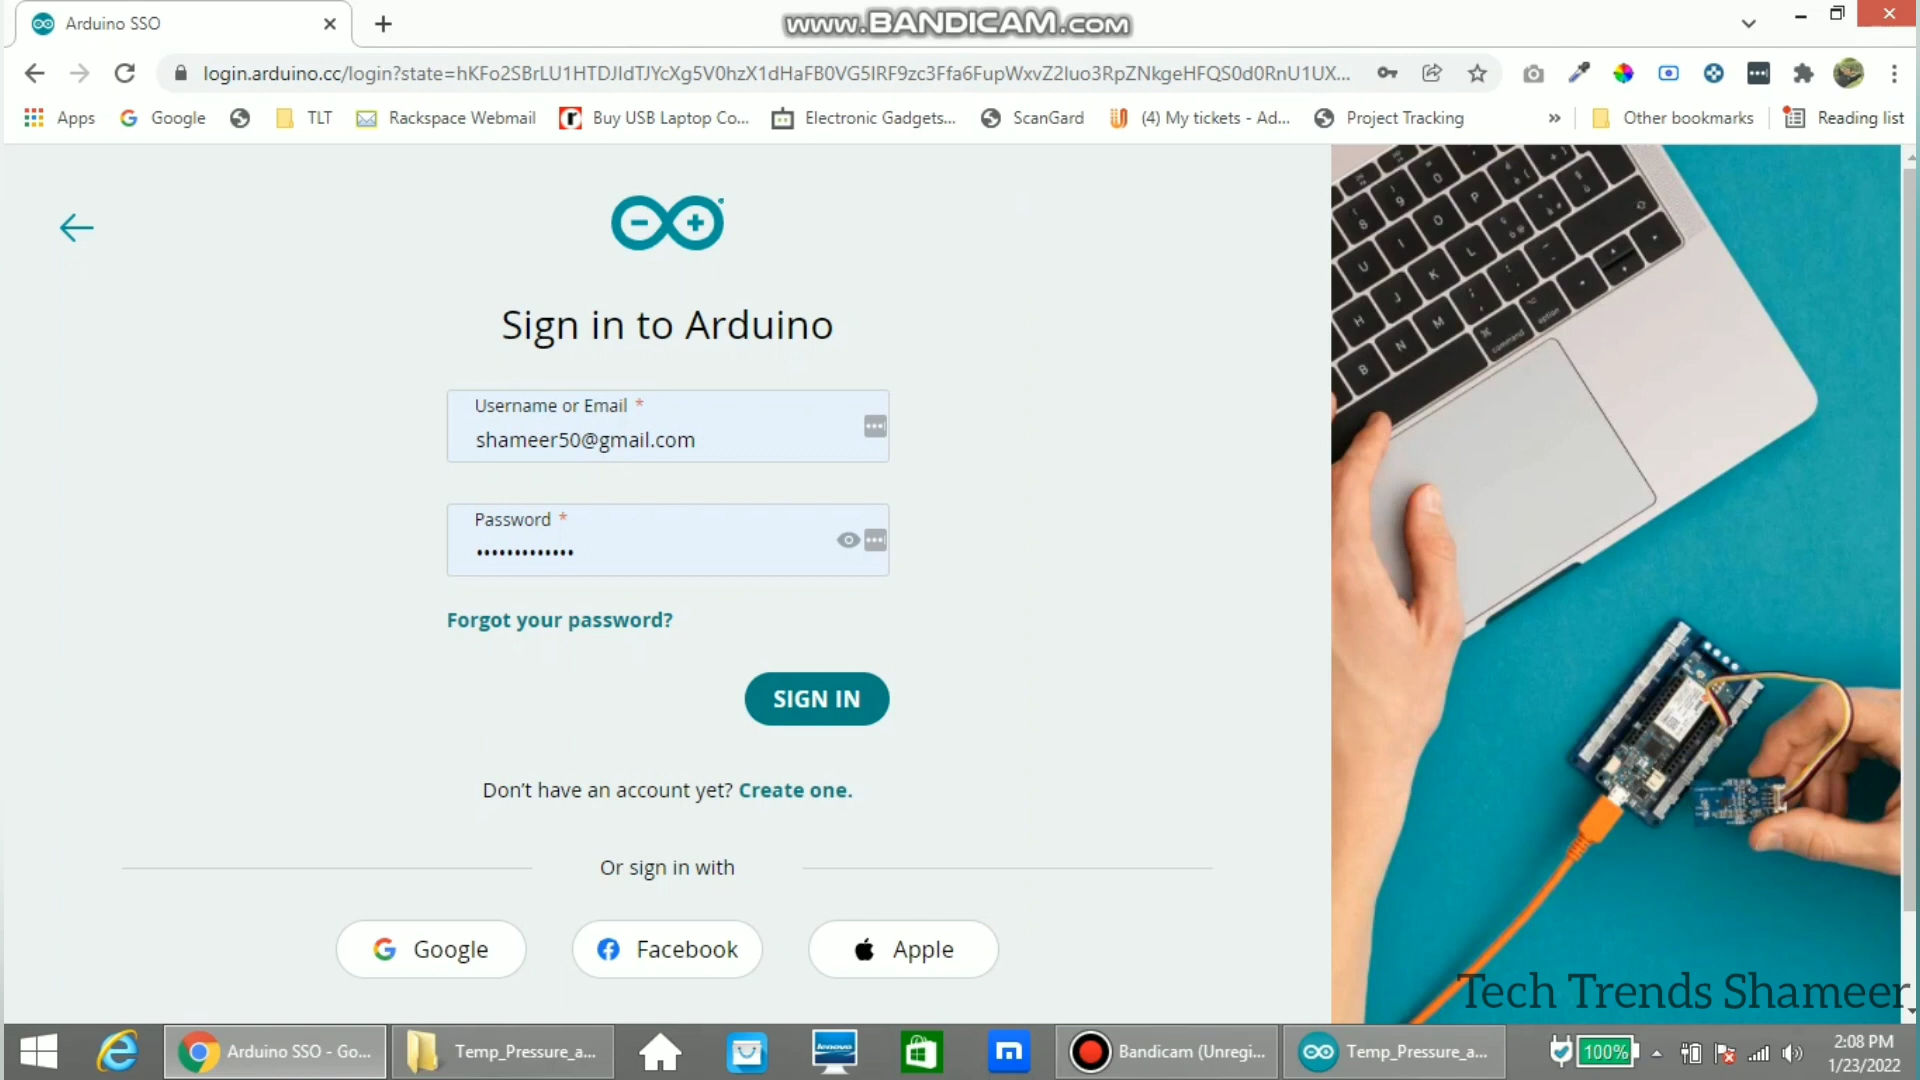 Arduino SSO
www.BANDICAM.com
login.arduino.cc/login?state=hKFo2SBrLU1HTDJIdTJYcXg5V0hzX1dHaFB0VG5IRF9zc3Ffa6FupWxvZ2luo3RpZNkgeHFQS0d0RnU1UX...
Apps Google TLT Rackspace Webmail Buy USB Laptop Co... Electronic Gadgets... ScanGard (4) My tickets - Ad... Project Tracking » Other bookmarks Reading list
Sign in to Arduino
Username or Email *
shameer50@gmail.com
Password *
•••••••••••••
Forgot your password?
SIGN IN
Don't have an account yet? Create one.
Or sign in with
Google Facebook Apple
Tech Trends Shameer
Arduino SSO - Go... Temp_Pressure_a... lenovo Bandicam (Unregi... Temp_Pressure_a... 100% 2:08 PM
1/23/2022